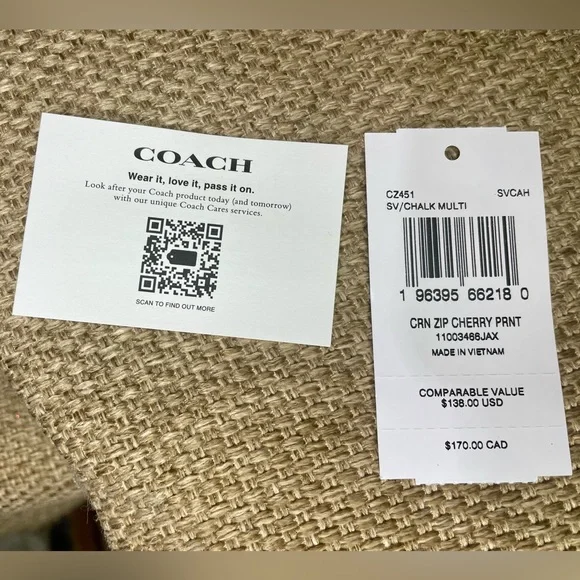 COACH
Wear it, love it, pass it on.
Look after your Coach product today (and tomorrow)
with our unique Coach Cares services.
SCAN TO FIND OUT MORE
CZ451 SVCAH
SV/CHALK MULTI
1 96395 66218 0
CRN ZIP CHERRY PRNT
11003466JAX
MADE IN VIETNAM
COMPARABLE VALUE
$138.00 USD
$170.00 CAD